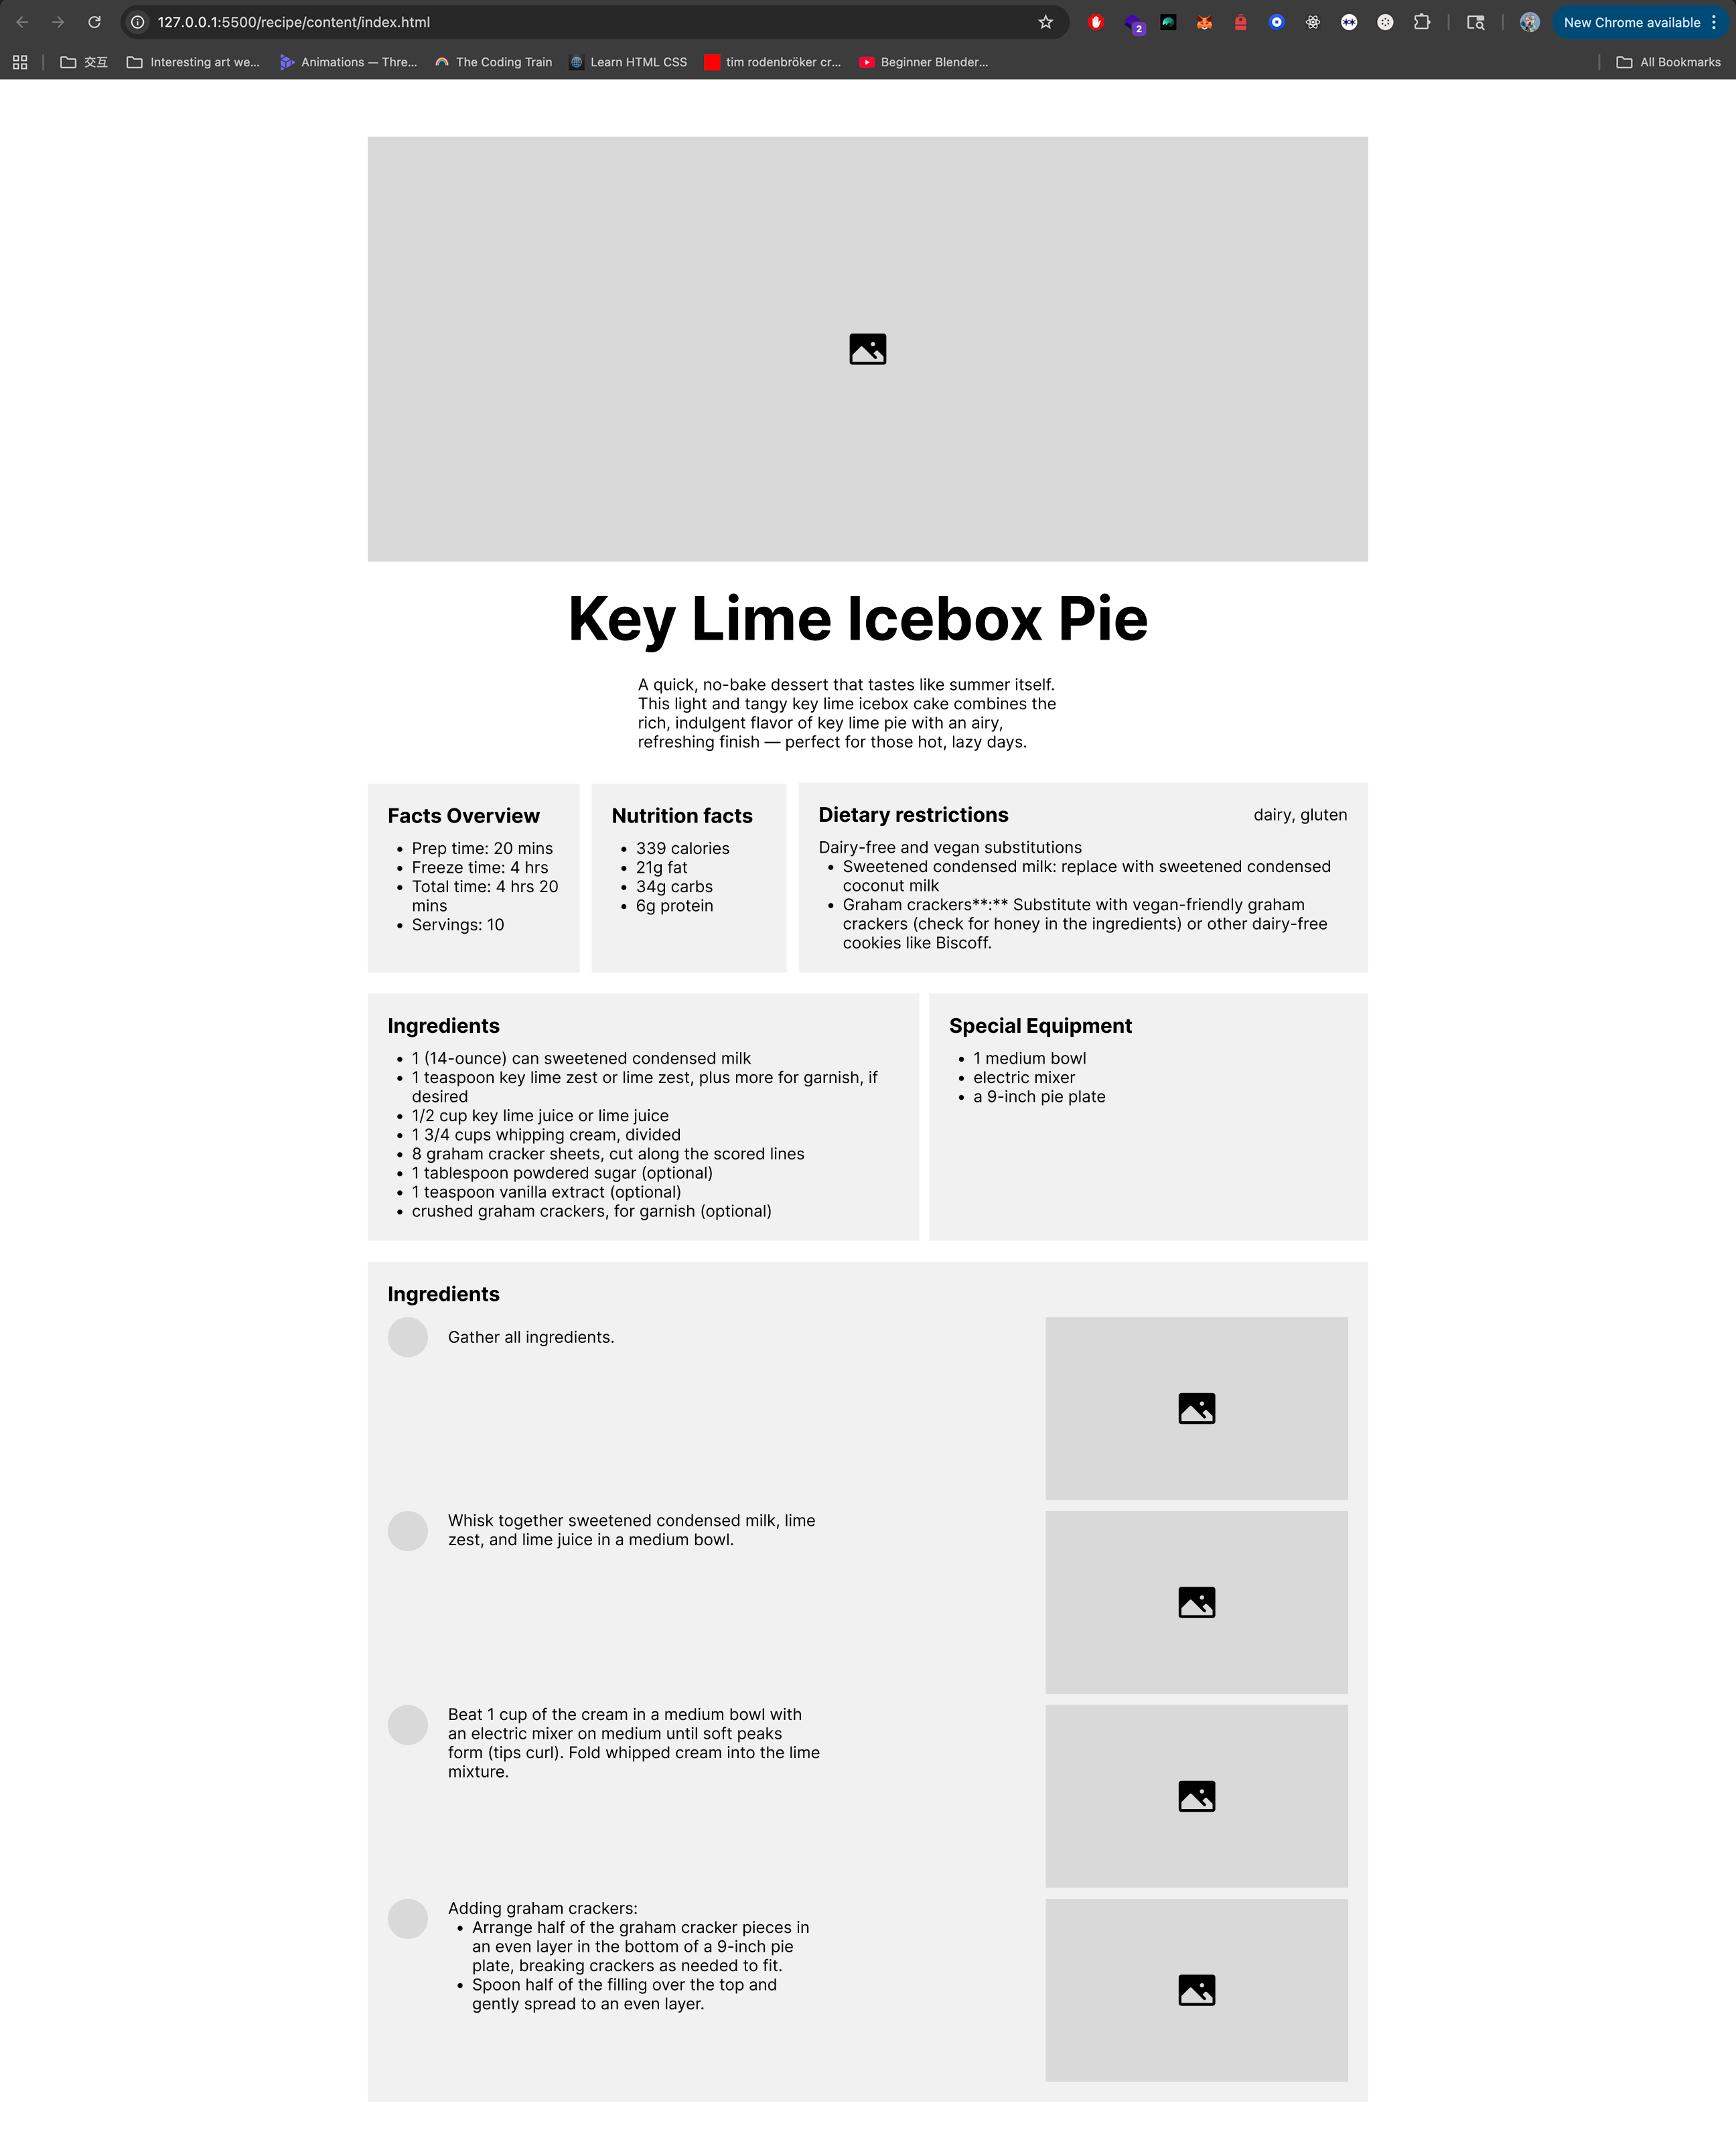 127.0.0.1:5500/recipe/content/index.html
2
New Chrome available
交互
Interesting art we...
Animations — Thre...
The Coding Train
Learn HTML CSS
tim rodenbröker cr...
Beginner Blender...
All Bookmarks
Key Lime Icebox Pie
A quick, no-bake dessert that tastes like summer itself.
This light and tangy key lime icebox cake combines the
rich, indulgent flavor of key lime pie with an airy,
refreshing finish — perfect for those hot, lazy days.
Facts Overview
• Prep time: 20 mins
• Freeze time: 4 hrs
• Total time: 4 hrs 20
mins
• Servings: 10
Nutrition facts
• 339 calories
• 21g fat
• 34g carbs
• 6g protein
Dietary restrictions
dairy, gluten
Dairy-free and vegan substitutions
• Sweetened condensed milk: replace with sweetened condensed
coconut milk
• Graham crackers**:** Substitute with vegan-friendly graham
crackers (check for honey in the ingredients) or other dairy-free
cookies like Biscoff.
Ingredients
• 1 (14-ounce) can sweetened condensed milk
• 1 teaspoon key lime zest or lime zest, plus more for garnish, if
desired
• 1/2 cup key lime juice or lime juice
• 1 3/4 cups whipping cream, divided
• 8 graham cracker sheets, cut along the scored lines
• 1 tablespoon powdered sugar (optional)
• 1 teaspoon vanilla extract (optional)
• crushed graham crackers, for garnish (optional)
Special Equipment
• 1 medium bowl
• electric mixer
• a 9-inch pie plate
Ingredients
Gather all ingredients.
Whisk together sweetened condensed milk, lime
zest, and lime juice in a medium bowl.
Beat 1 cup of the cream in a medium bowl with
an electric mixer on medium until soft peaks
form (tips curl). Fold whipped cream into the lime
mixture.
Adding graham crackers:
• Arrange half of the graham cracker pieces in
an even layer in the bottom of a 9-inch pie
plate, breaking crackers as needed to fit.
• Spoon half of the filling over the top and
gently spread to an even layer.